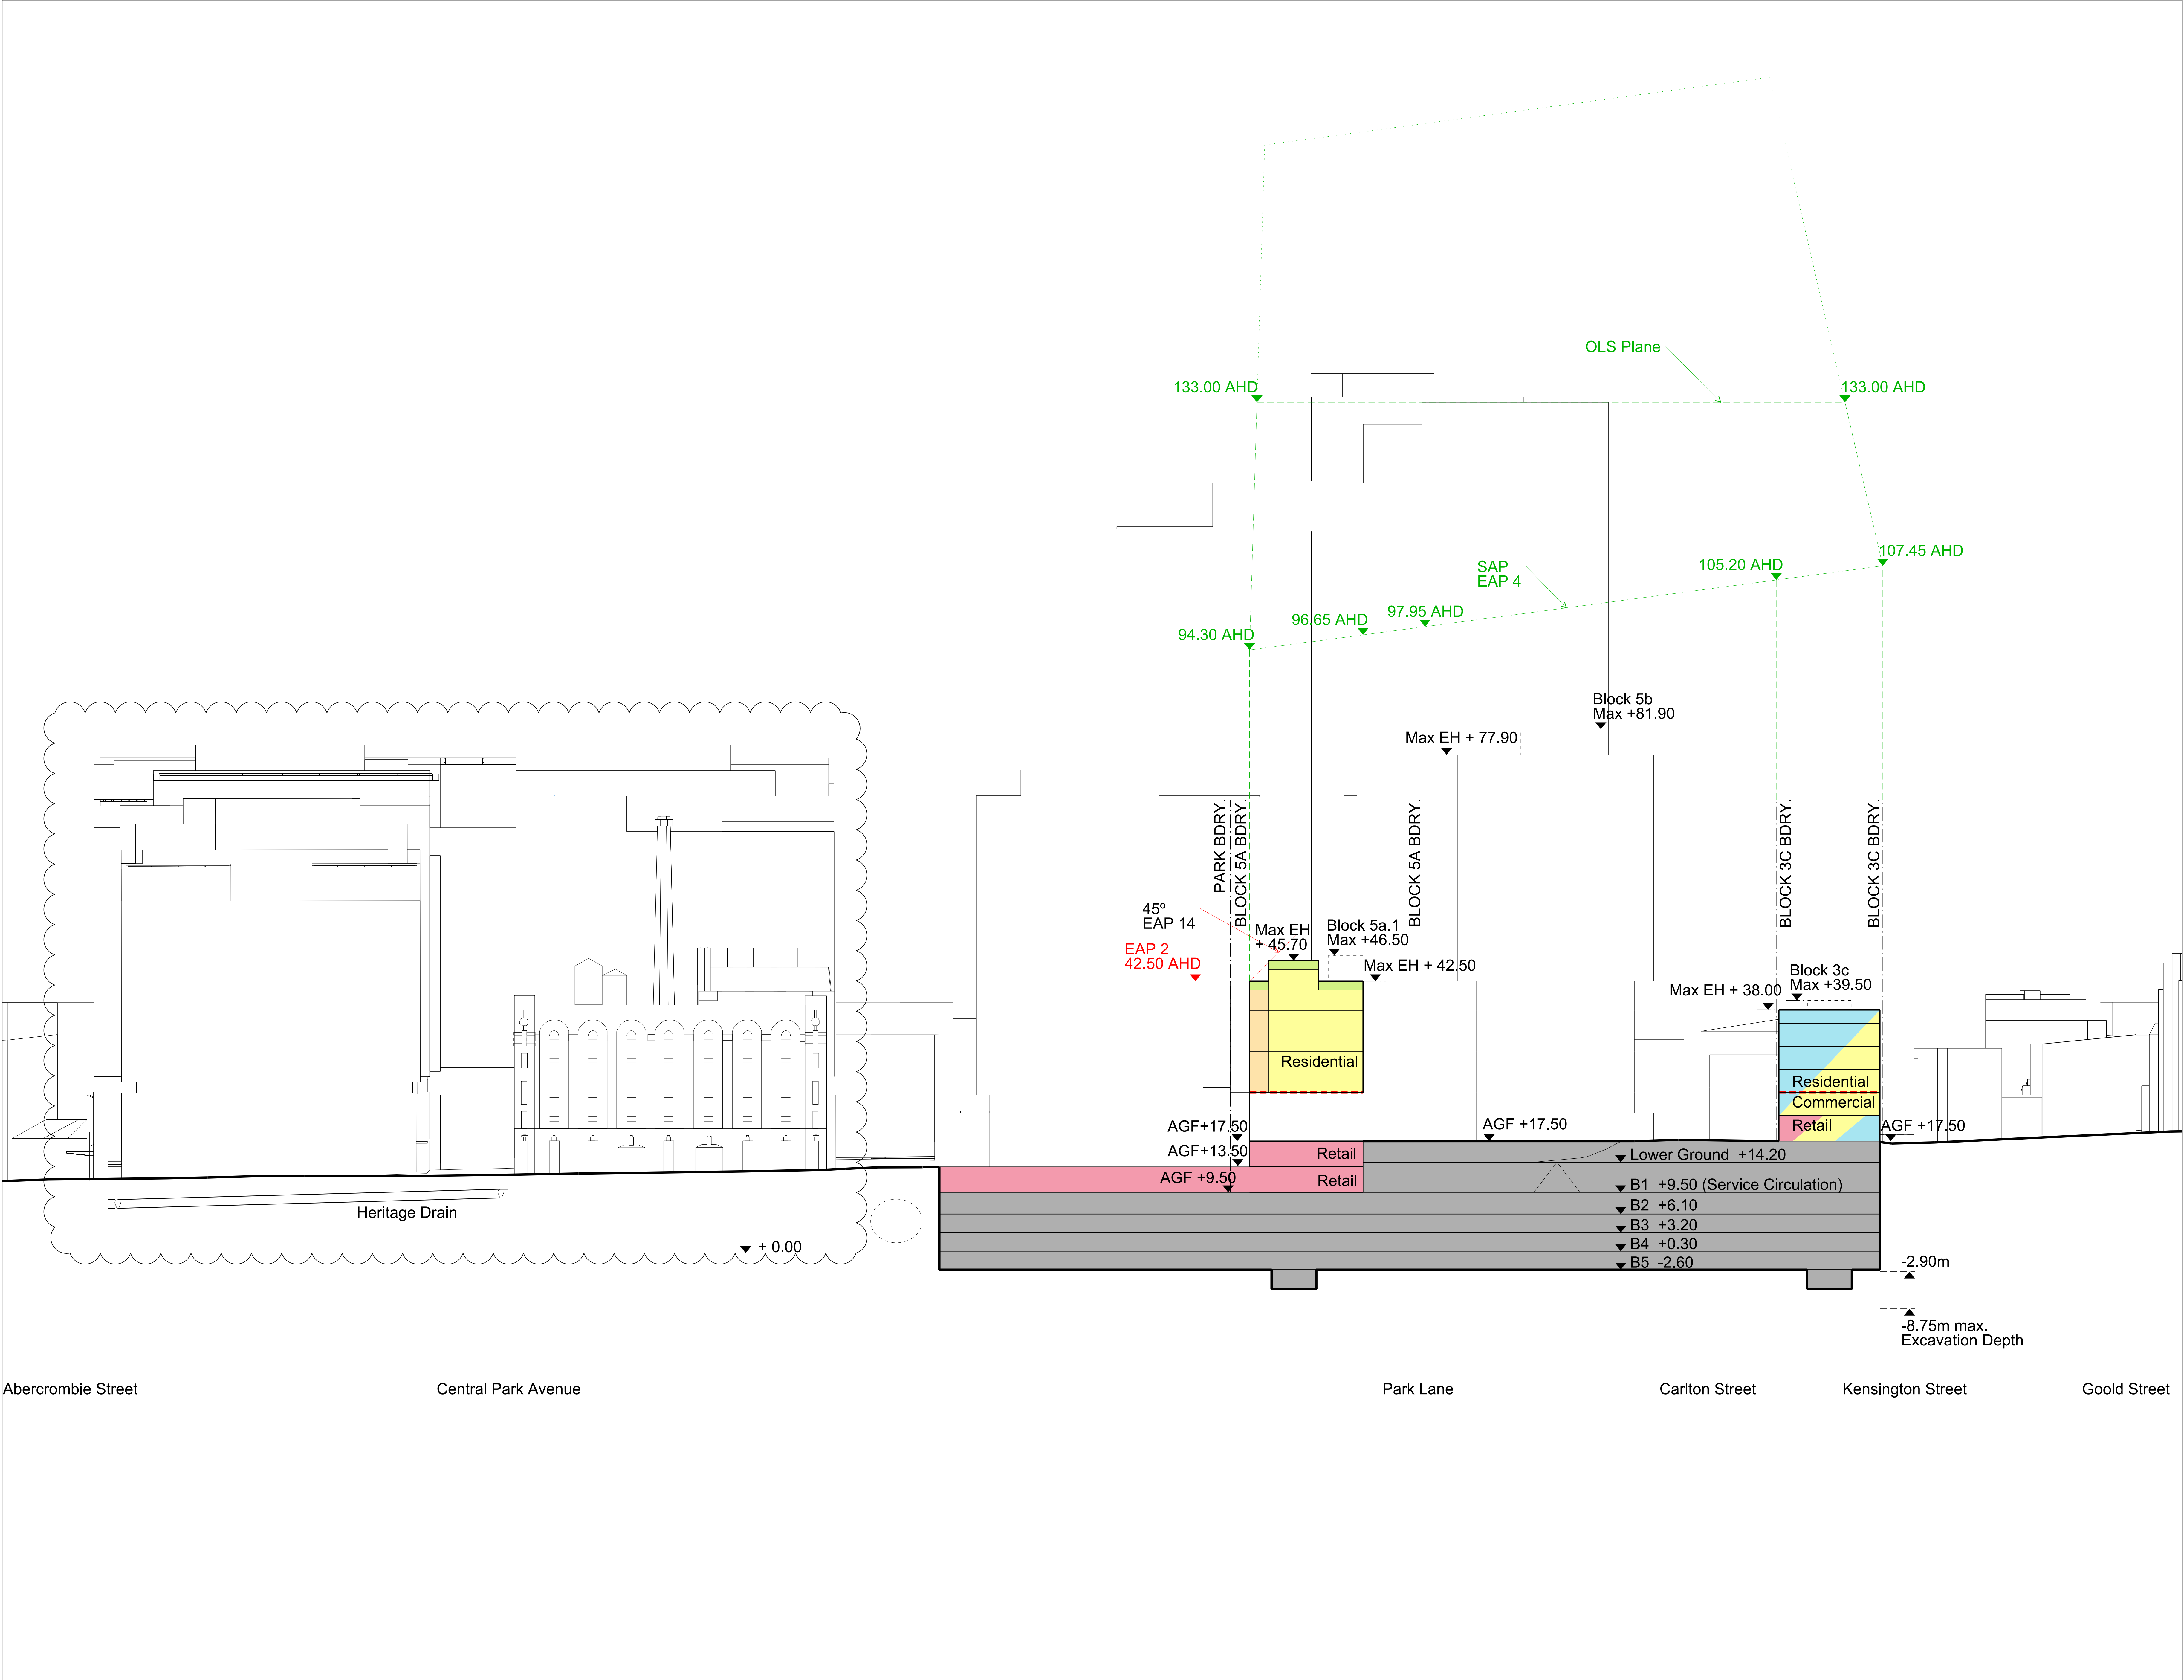 OLS Plane
133.00 AHD
133.00 AHD
107.45 AHD
105.20 AHD
SAP
EAP 4
97.95 AHD
96.65 AHD
94.30 AHD
Block 5b
Max +81.90
Max EH + 77.90
PARK BDRY.
BLOCK 5A BDRY.
BLOCK 5A BDRY.
BLOCK 3C BDRY.
BLOCK 3C BDRY.
45º
EAP 14
EAP 2
42.50 AHD
Max EH
+ 45.70
Block 5a.1
Max +46.50
Max EH + 42.50
Block 3c
Max +39.50
Max EH + 38.00
Residential
Residential
Commercial
Retail
AGF+17.50
AGF +17.50
AGF +17.50
AGF+13.50
Retail
Lower Ground +14.20
AGF +9.50
Retail
B1 +9.50 (Service Circulation)
B2 +6.10
B3 +3.20
B4 +0.30
B5 -2.60
Heritage Drain
+ 0.00
-2.90m
-8.75m max.
Excavation Depth
Abercrombie Street
Central Park Avenue
Park Lane
Carlton Street
Kensington Street
Goold Street